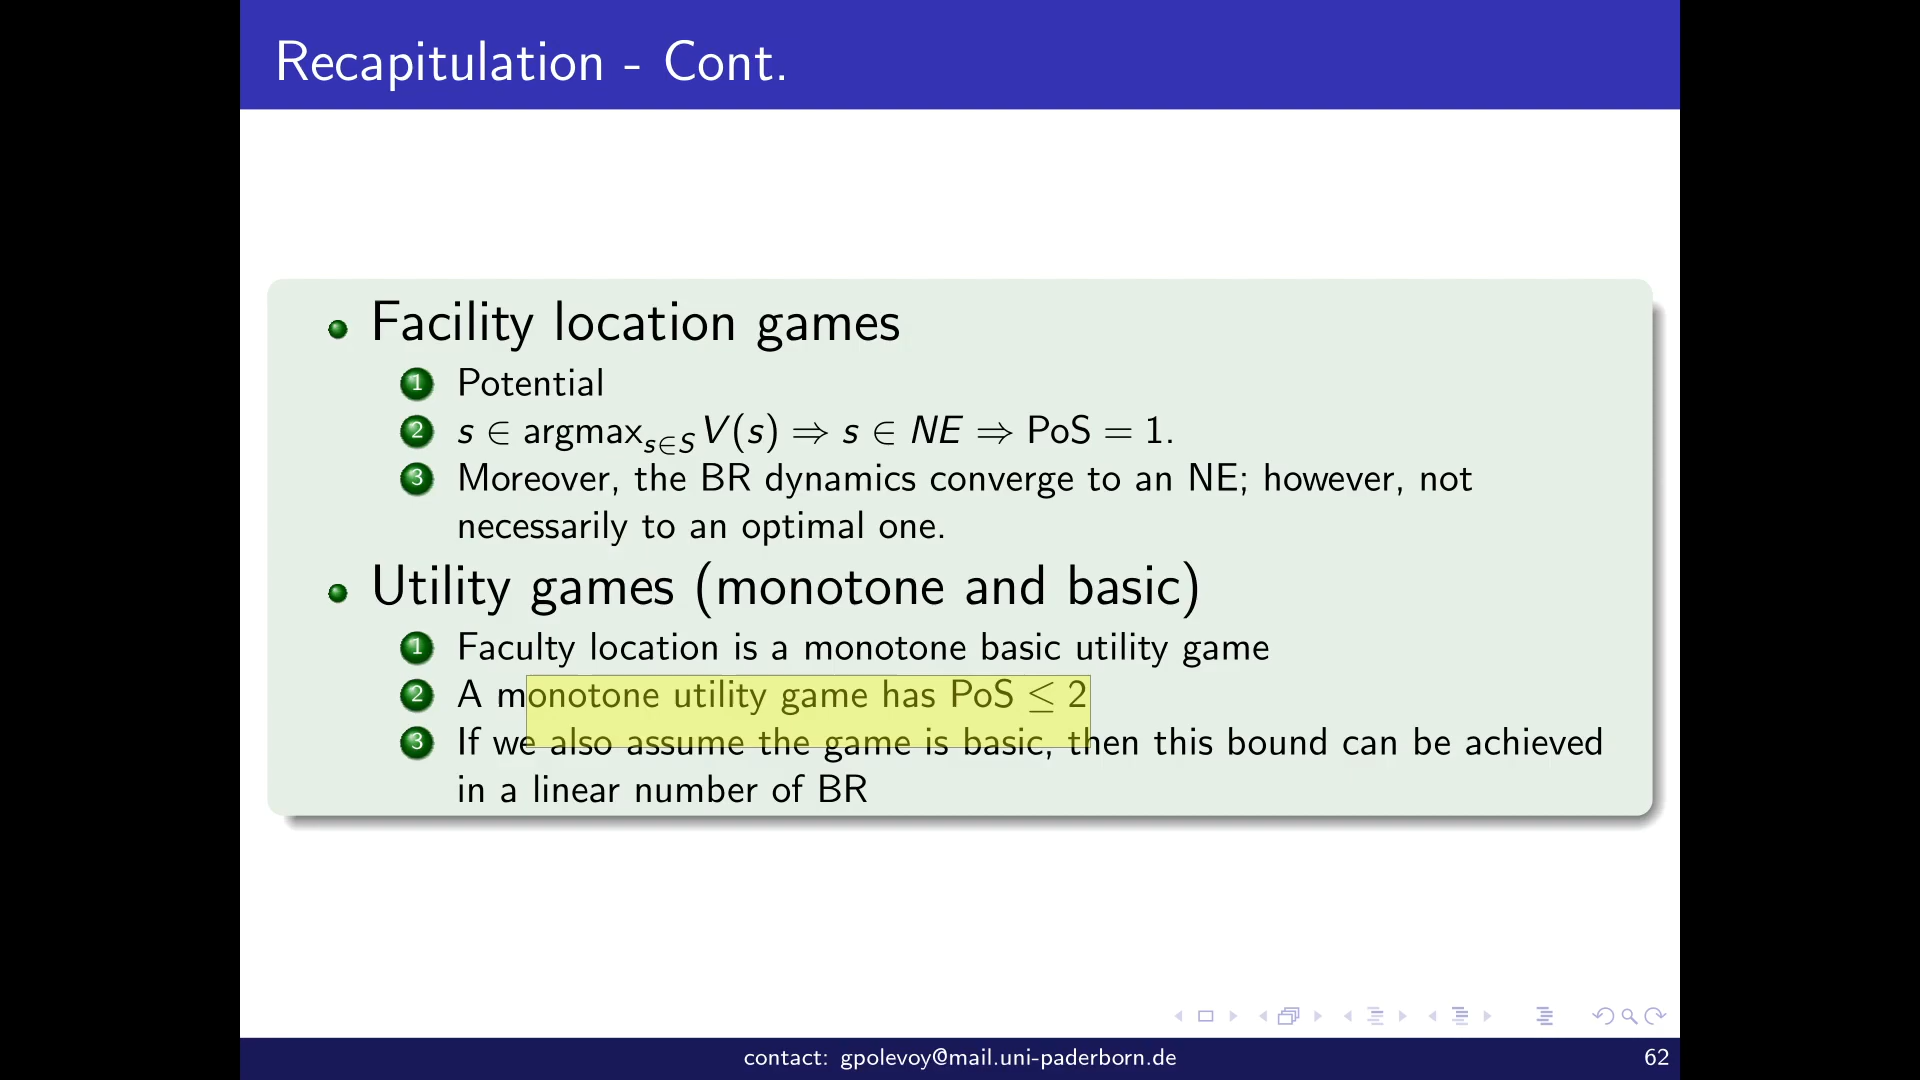 Recapitulation - Cont.
Facility location games
1 Potential
2 s ∈ argmax_{s∈S} V(s) ⇒ s ∈ NE ⇒ PoS = 1.
3 Moreover, the BR dynamics converge to an NE; however, not
necessarily to an optimal one.
Utility games (monotone and basic)
1 Faculty location is a monotone basic utility game
2 A monotone utility game has PoS ≤ 2
3 If we also assume the game is basic, then this bound can be achieved
in a linear number of BR
contact: gpolevoy@mail.uni-paderborn.de
62